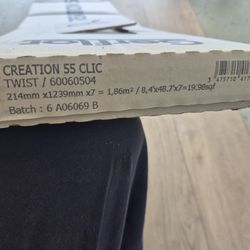 CREATION 55 CLIC
TWIST / 60060504
214mm x1239mm x7 = 1,86m² / 8,4'x48.7'x7=19.98sqf
Batch : 6 A06069 B